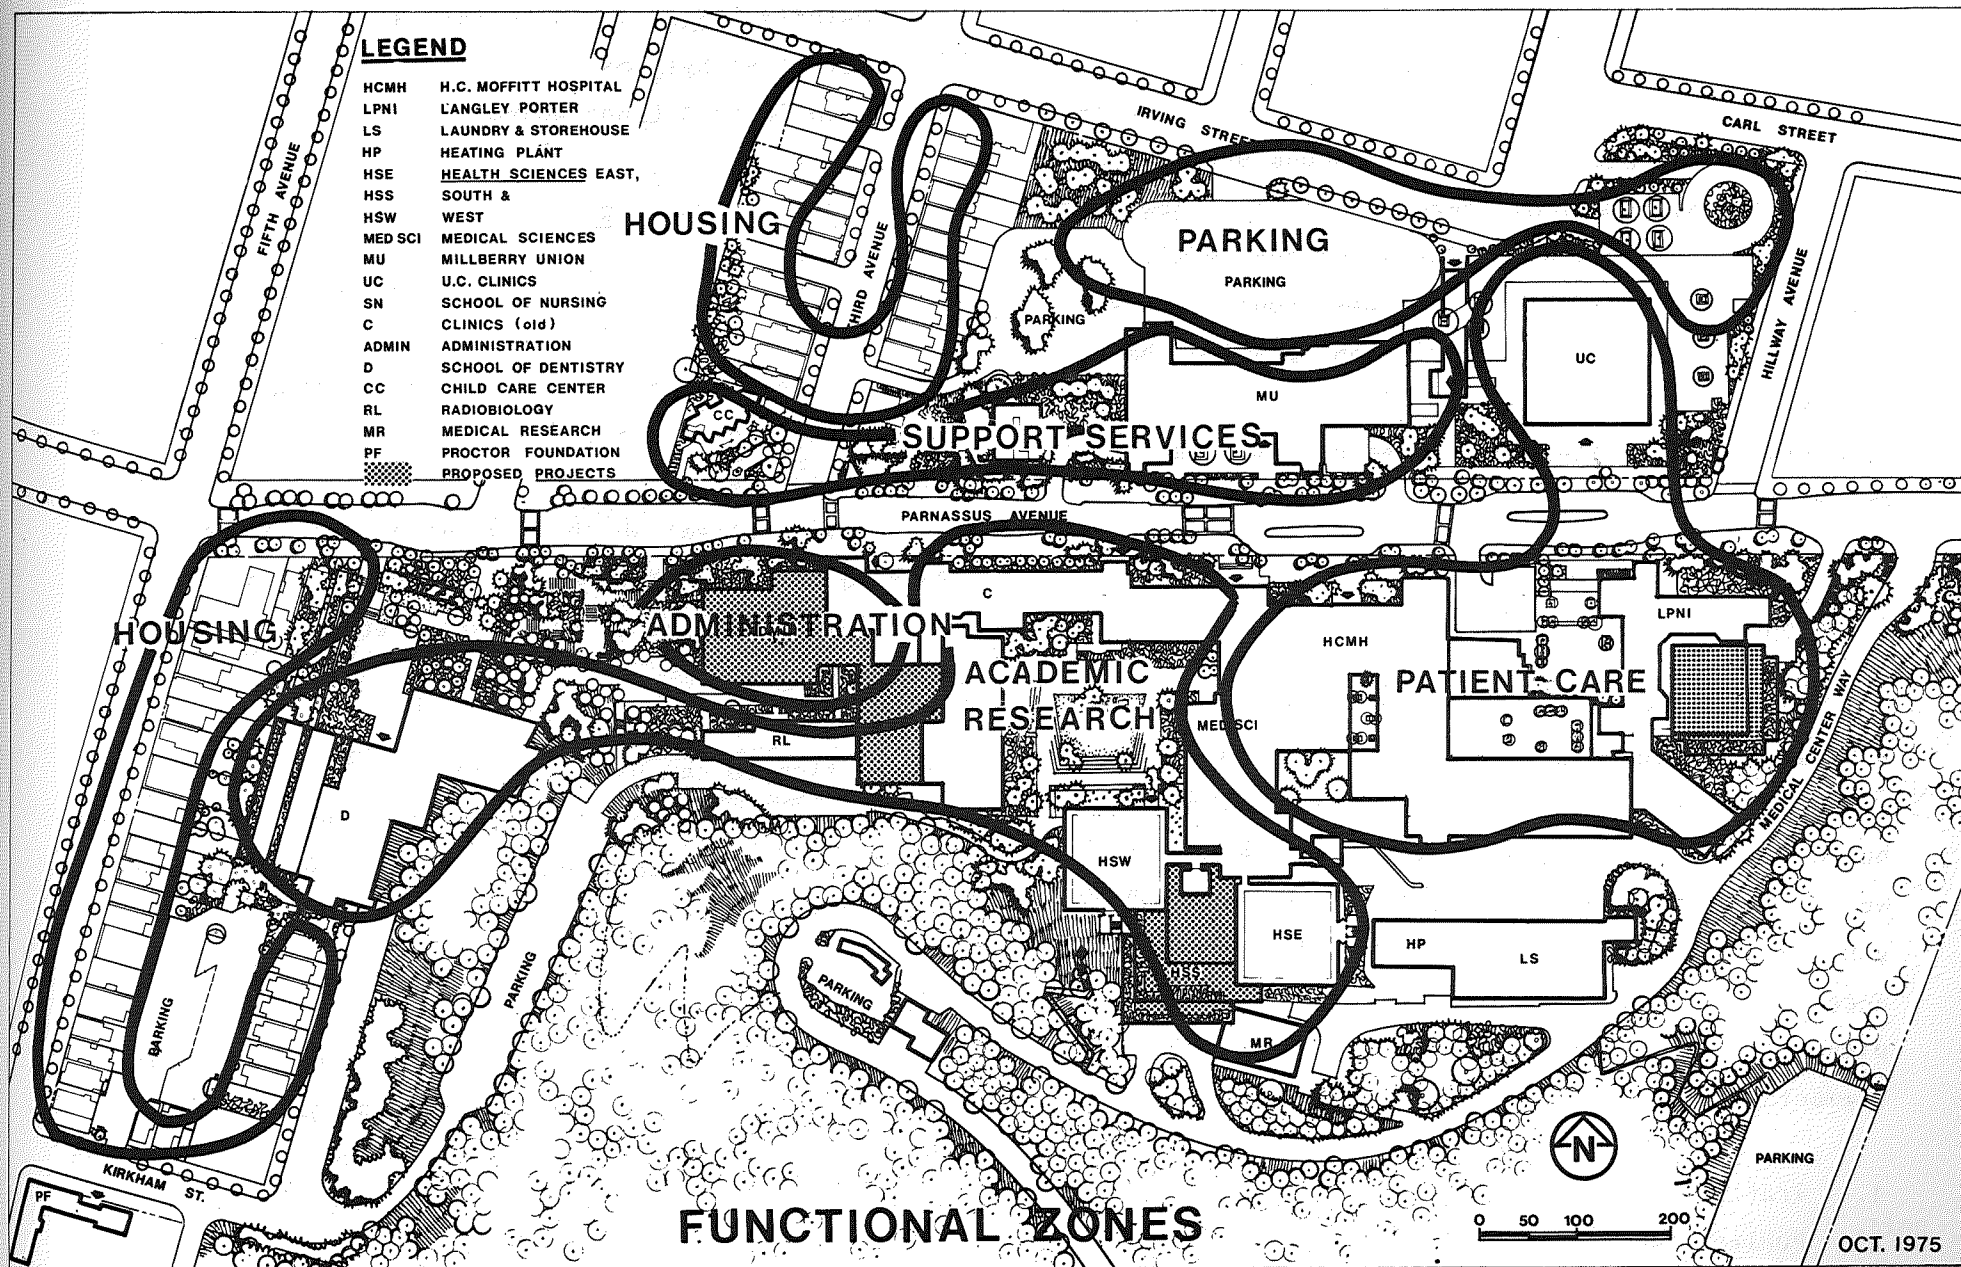 LEGEND
HCMH H.C. MOFFITT HOSPITAL
LPNI LANGLEY PORTER
LS LAUNDRY & STOREHOUSE
HP HEATING PLANT
HSE HEALTH SCIENCES EAST,
HSS SOUTH &
HSW WEST
MED SCI MEDICAL SCIENCES
MU MILLBERRY UNION
UC U.C. CLINICS
SN SCHOOL OF NURSING
C CLINICS (old)
ADMIN ADMINISTRATION
D SCHOOL OF DENTISTRY
CC CHILD CARE CENTER
RL RADIOBIOLOGY
MR MEDICAL RESEARCH
PF PROCTOR FOUNDATION
PROPOSED PROJECTS
FIFTH AVENUE
IRVING STREET
CARL STREET
HOUSING
THIRD AVENUE
PARKING
PARKING
PARKING
HILLWAY AVENUE
UC
MU
CC
SUPPORT SERVICES
PARNASSUS AVENUE
C
LPNI
HOUSING
ADMINISTRATION
HCMH
ACADEMIC
RESEARCH
PATIENT CARE
MED SCI
RL
MEDICAL CENTER WAY
D
HSW
HSE
HP
LS
HSS
PARKING
PARKING
PARKING
MR
KIRKHAM ST.
PF
N
PARKING
FUNCTIONAL ZONES
0 50 100 200
OCT. 1975